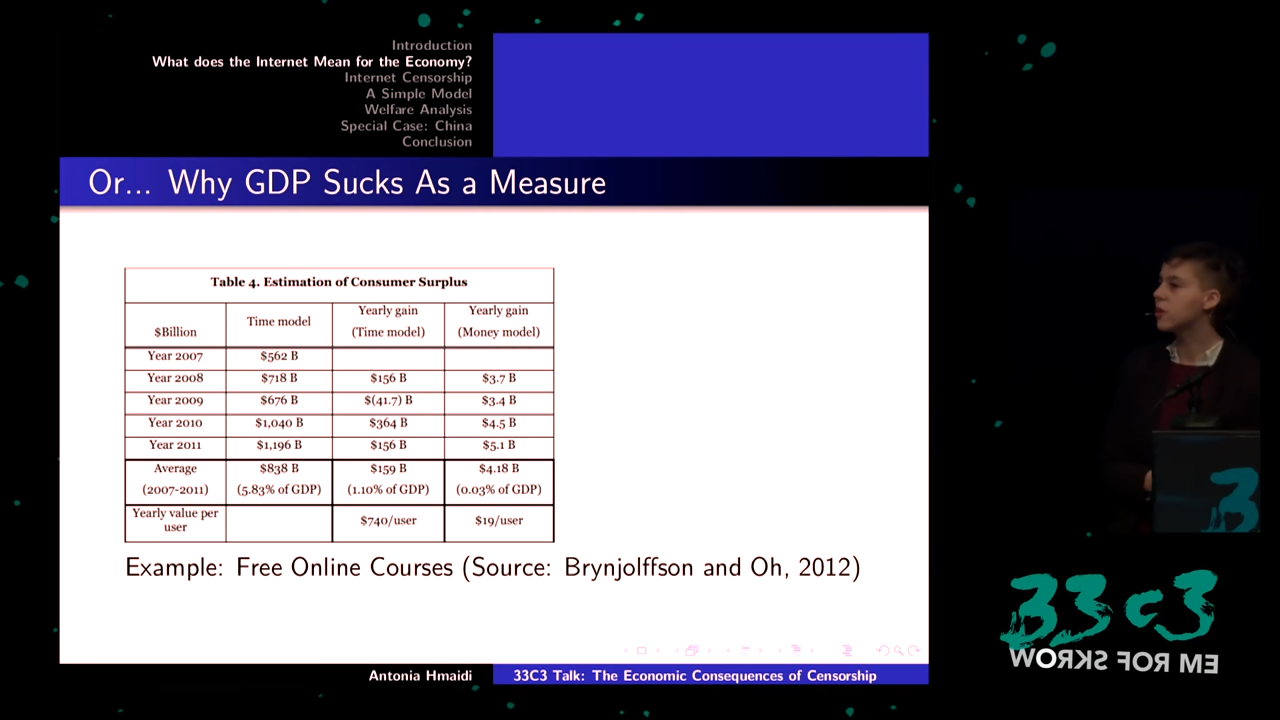 Introduction
What does the Internet Mean for the Economy?
Internet Censorship
A Simple Model
Welfare Analysis
Special Case: China
Conclusion
Or... Why GDP Sucks As a Measure
Table 4. Estimation of Consumer Surplus
$Billion Time model Yearly gain (Time model) Yearly gain (Money model)
Year 2007 $562 B
Year 2008 $718 B $156 B $3.7 B
Year 2009 $676 B $(41.7) B $3.4 B
Year 2010 $1,040 B $364 B $4.5 B
Year 2011 $1,196 B $156 B $5.1 B
Average $838 B $159 B $4.18 B
(2007-2011) (5.83% of GDP) (1.10% of GDP) (0.03% of GDP)
Yearly value per user $740/user $19/user
Example: Free Online Courses (Source: Brynjolffson and Oh, 2012)
Antonia Hmaidi 33C3 Talk: The Economic Consequences of Censorship
3
33C3
WORKS FOR ME